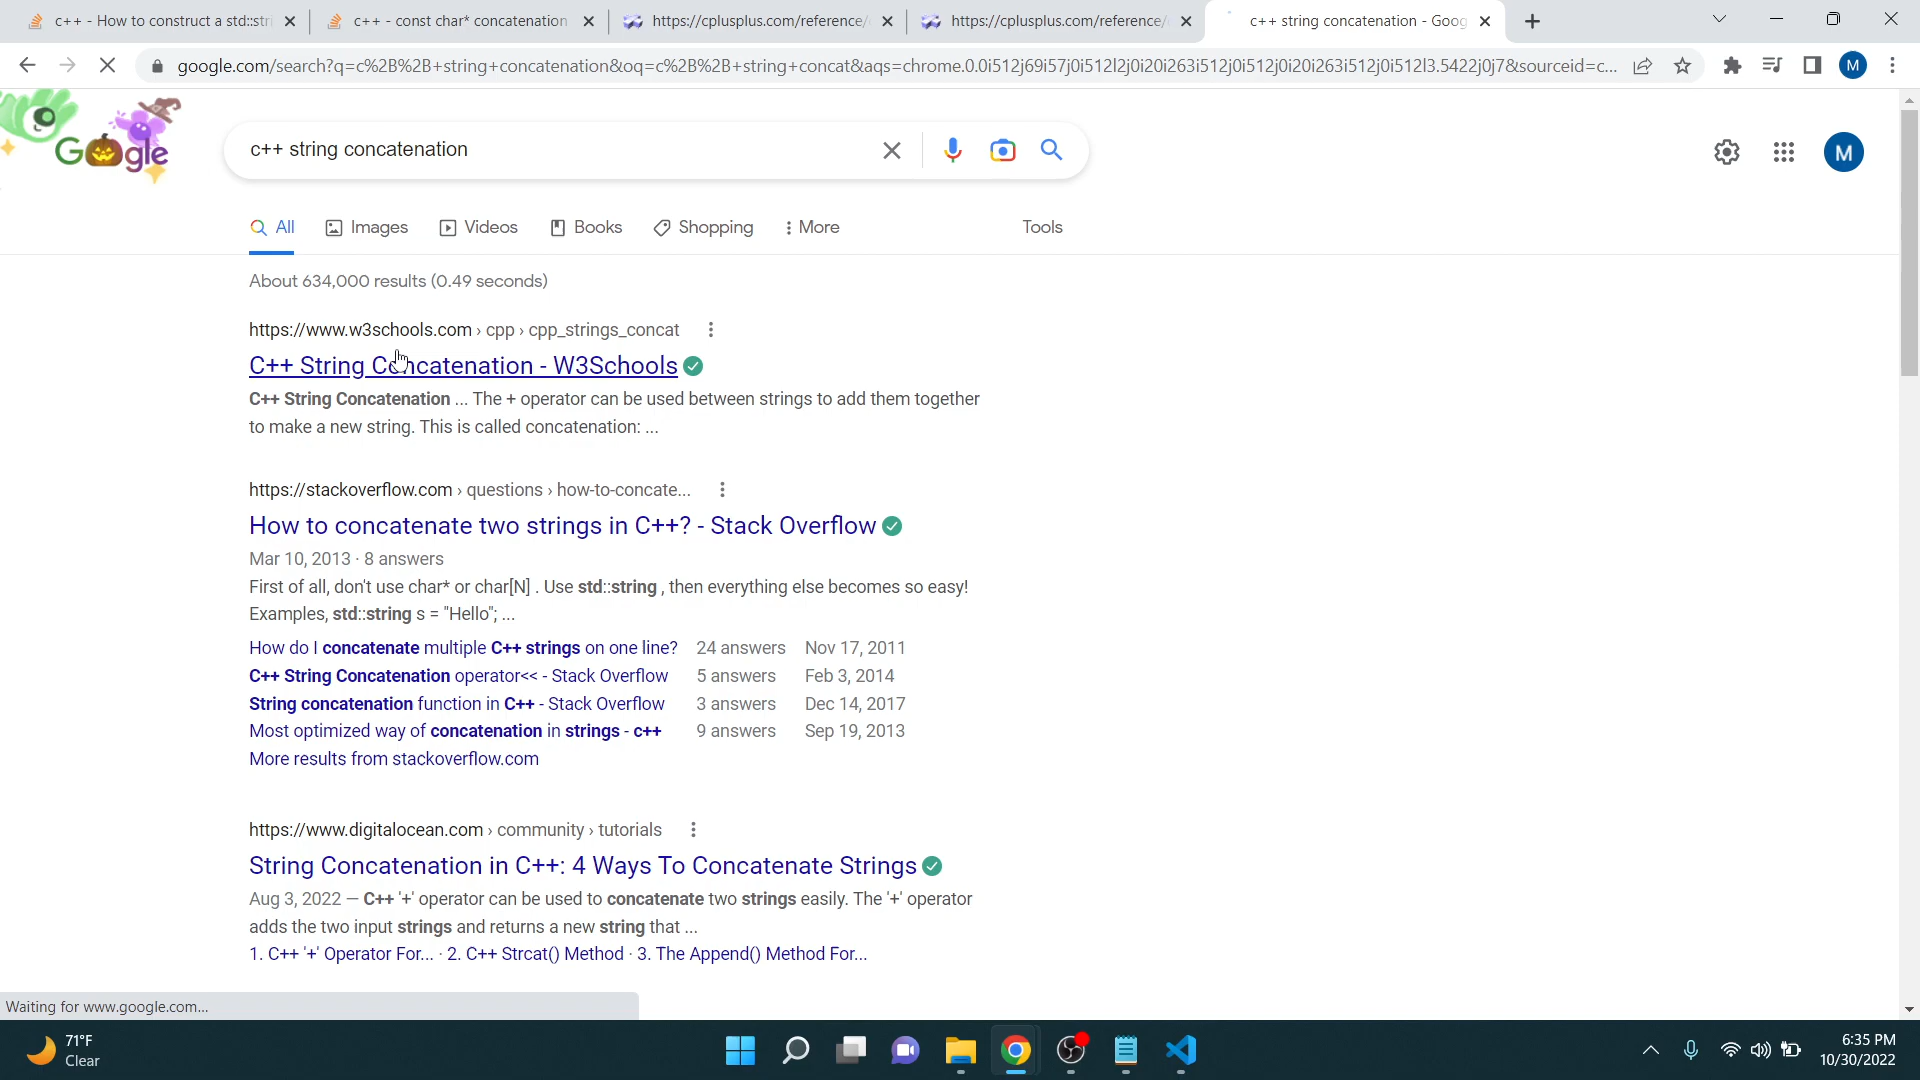 c++ - How to construct a std::stri
c++ - const char* concatenation
https://cplusplus.com/reference/
https://cplusplus.com/reference/
c++ string concatenation - Goog
google.com/search?q=c%2B%2B+string+concatenation&oq=c%2B%2B+string+concat&aqs=chrome.0.0i512j69i57j0i512l2j0i20i263i512j0i512j0i20i263i512j0i512l3.5422j0j7&sourceid=c...
M
Google
c++ string concatenation
M
All
Images
Videos
Books
Shopping
More
Tools
About 634,000 results (0.49 seconds)
https://www.w3schools.com › cpp › cpp_strings_concat
C++ String Concatenation - W3Schools
C++ String Concatenation ... The + operator can be used between strings to add them together
to make a new string. This is called concatenation: ...
https://stackoverflow.com › questions › how-to-concate...
How to concatenate two strings in C++? - Stack Overflow
Mar 10, 2013 · 8 answers
First of all, don't use char* or char[N] . Use std::string , then everything else becomes so easy!
Examples, std::string s = "Hello"; ...
How do I concatenate multiple C++ strings on one line? 24 answers Nov 17, 2011
C++ String Concatenation operator<< - Stack Overflow 5 answers Feb 3, 2014
String concatenation function in C++ - Stack Overflow 3 answers Dec 14, 2017
Most optimized way of concatenation in strings - c++ 9 answers Sep 19, 2013
More results from stackoverflow.com
https://www.digitalocean.com › community › tutorials
String Concatenation in C++: 4 Ways To Concatenate Strings
Aug 3, 2022 — C++ '+' operator can be used to concatenate two strings easily. The '+' operator
adds the two input strings and returns a new string that ...
1. C++ '+' Operator For... · 2. C++ Strcat() Method · 3. The Append() Method For...
Waiting for www.google.com...
71°F
Clear
6:35 PM
10/30/2022